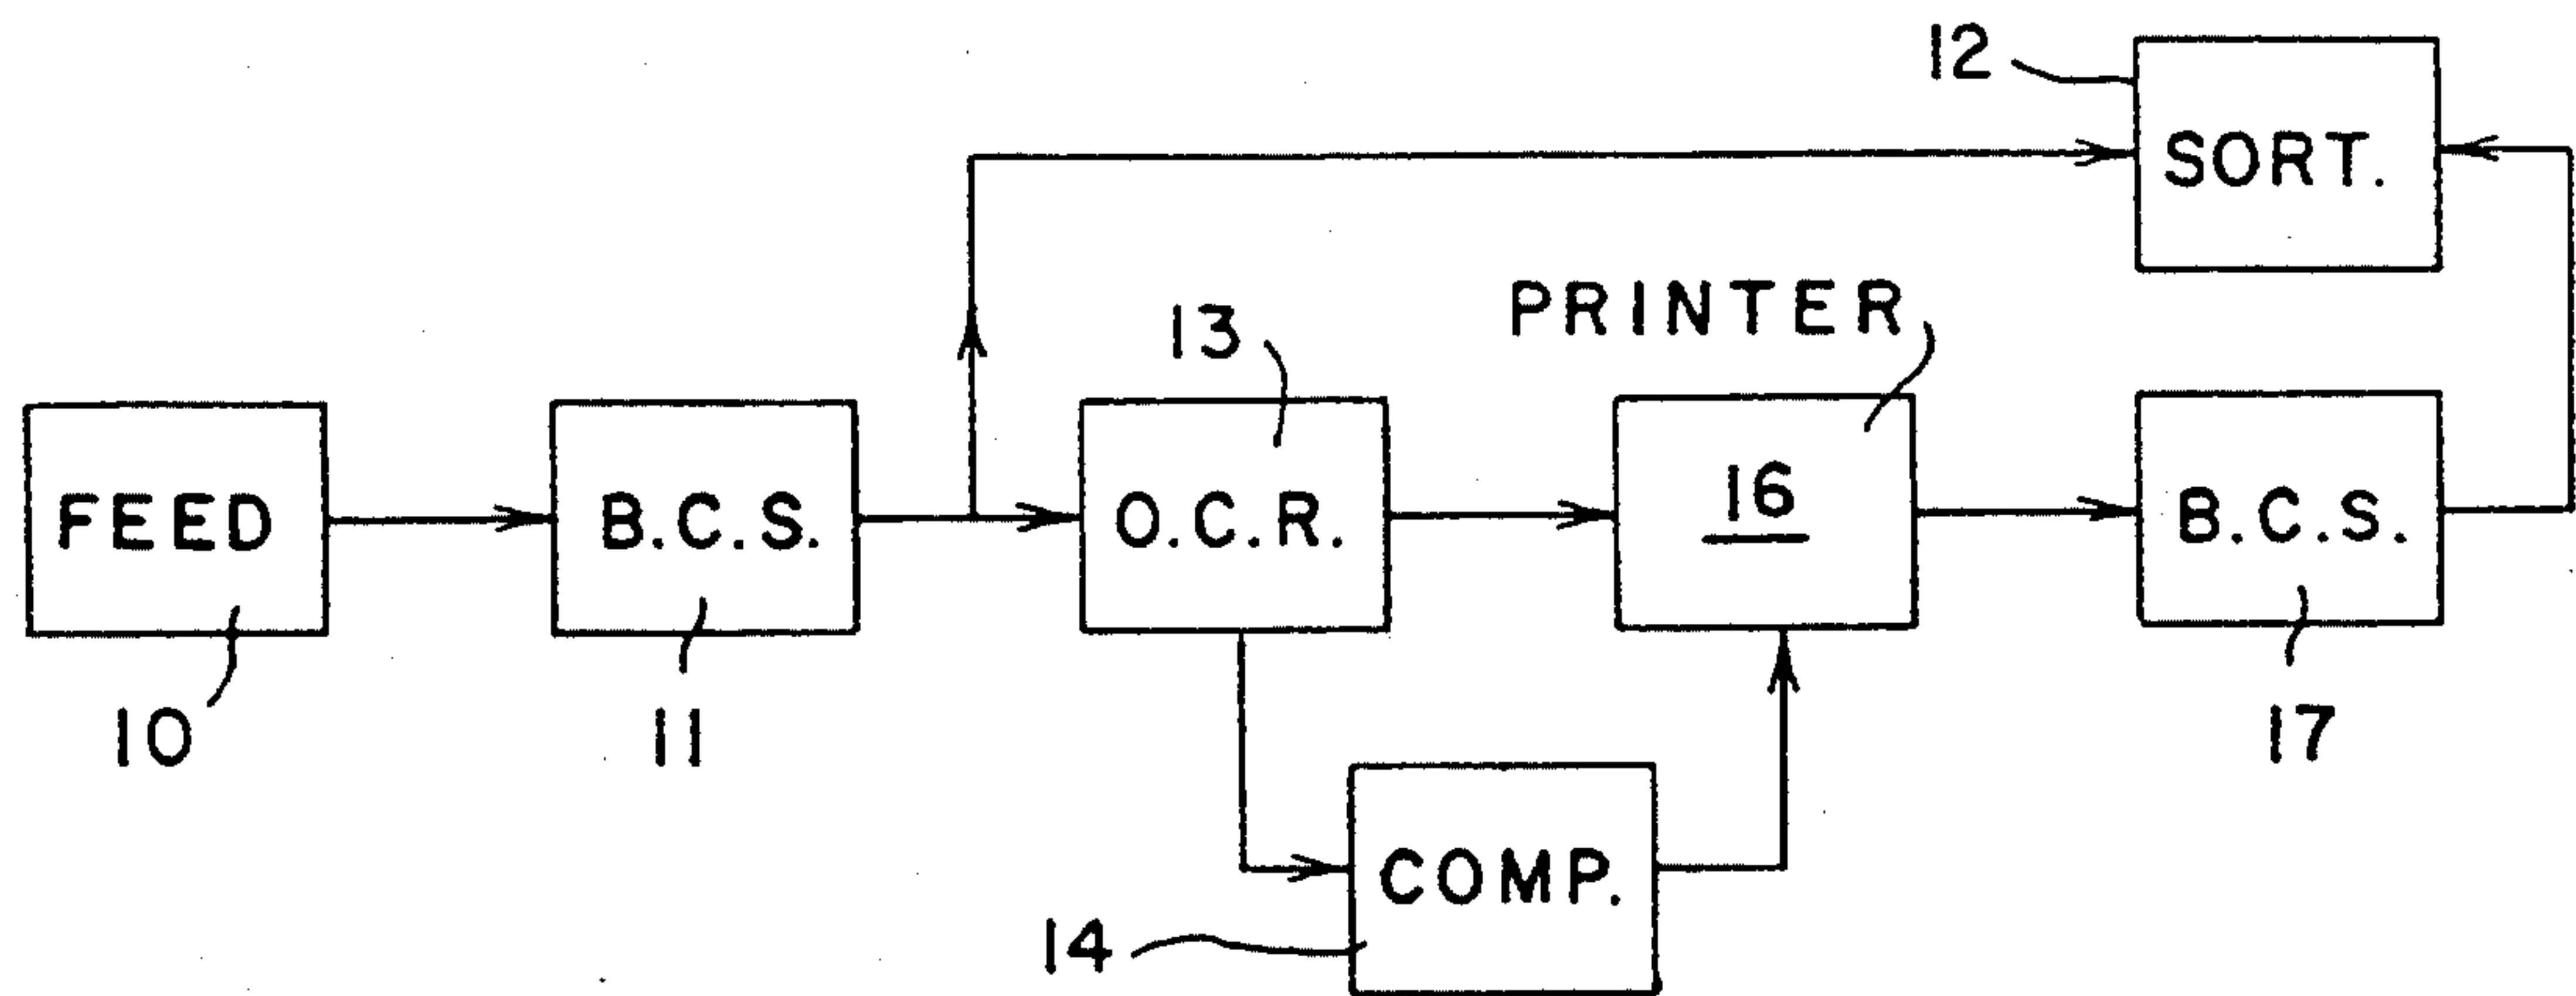 12
SORT.
PRINTER
13
FEED
B.C.S.
O.C.R.
16
B.C.S.
10
11
17
COMP.
14